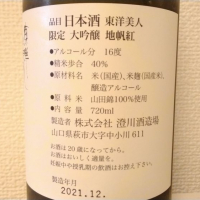 品目 日本酒 東洋美人
限定 大吟醸 地帆紅
●アルコール分 16度
●精米歩合 40%
●原材料名 米(国産)、米麹(国産米)、
醸造アルコール
●原料米 山田錦100%使用
●内容量 720ml
製造者 株式会社 澄川酒造場
山口県萩市大字中小川611
お酒は20歳になってから。
お酒はおいしく適量を。
妊娠中や授乳期の飲酒はお控え下さい。
製造年月
2021.12.